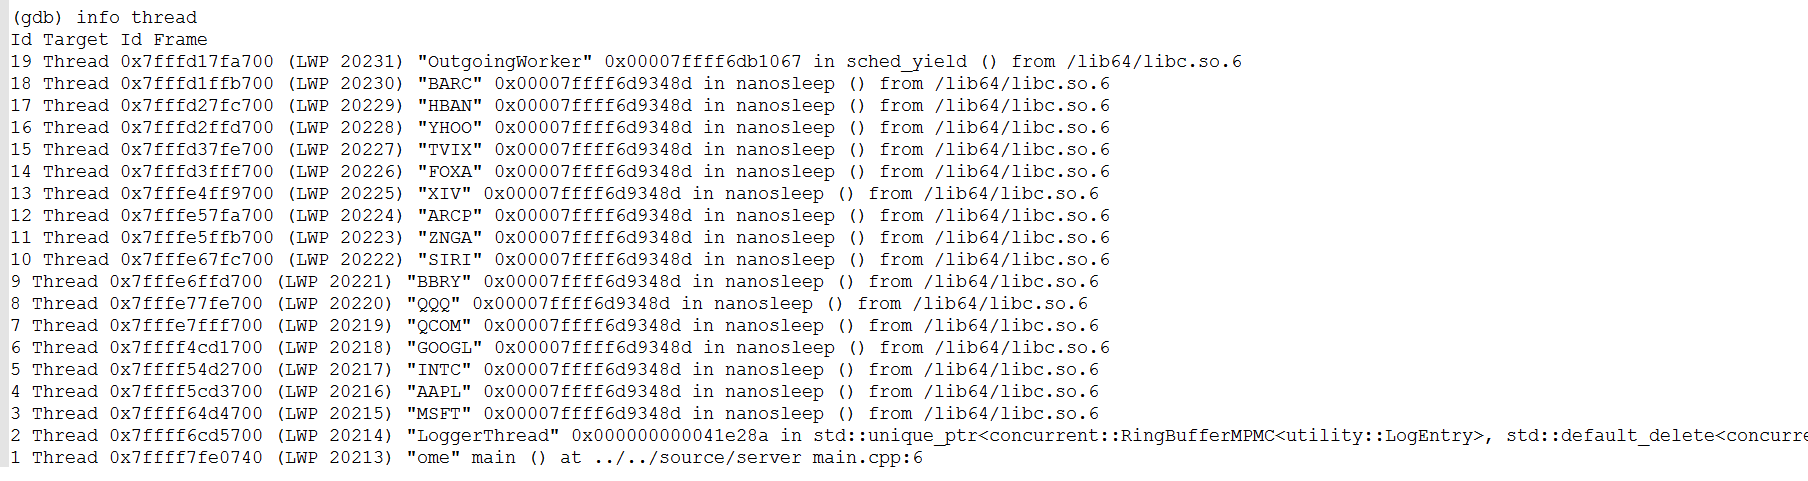 (gdb) info thread
Id Target Id Frame
19 Thread 0x7fffd17fa700 (LWP 20231) "OutgoingWorker" 0x00007ffff6db1067 in sched_yield () from /lib64/libc.so.6
18 Thread 0x7fffd1ffb700 (LWP 20230) "BARC" 0x00007ffff6d9348d in nanosleep () from /lib64/libc.so.6
17 Thread 0x7fffd27fc700 (LWP 20229) "HBAN" 0x00007ffff6d9348d in nanosleep () from /lib64/libc.so.6
16 Thread 0x7fffd2ffd700 (LWP 20228) "YHOO" 0x00007ffff6d9348d in nanosleep () from /lib64/libc.so.6
15 Thread 0x7fffd37fe700 (LWP 20227) "TVIX" 0x00007ffff6d9348d in nanosleep () from /lib64/libc.so.6
14 Thread 0x7fffd3fff700 (LWP 20226) "FOXA" 0x00007ffff6d9348d in nanosleep () from /lib64/libc.so.6
13 Thread 0x7fffe4ff9700 (LWP 20225) "XIV" 0x00007ffff6d9348d in nanosleep () from /lib64/libc.so.6
12 Thread 0x7fffe57fa700 (LWP 20224) "ARCP" 0x00007ffff6d9348d in nanosleep () from /lib64/libc.so.6
11 Thread 0x7fffe5ffb700 (LWP 20223) "ZNGA" 0x00007ffff6d9348d in nanosleep () from /lib64/libc.so.6
10 Thread 0x7fffe67fc700 (LWP 20222) "SIRI" 0x00007ffff6d9348d in nanosleep () from /lib64/libc.so.6
9 Thread 0x7fffe6ffd700 (LWP 20221) "BBRY" 0x00007ffff6d9348d in nanosleep () from /lib64/libc.so.6
8 Thread 0x7fffe77fe700 (LWP 20220) "QQQ" 0x00007ffff6d9348d in nanosleep () from /lib64/libc.so.6
7 Thread 0x7fffe7fff700 (LWP 20219) "QCOM" 0x00007ffff6d9348d in nanosleep () from /lib64/libc.so.6
6 Thread 0x7ffff4cd1700 (LWP 20218) "GOOGL" 0x00007ffff6d9348d in nanosleep () from /lib64/libc.so.6
5 Thread 0x7ffff54d2700 (LWP 20217) "INTC" 0x00007ffff6d9348d in nanosleep () from /lib64/libc.so.6
4 Thread 0x7ffff5cd3700 (LWP 20216) "AAPL" 0x00007ffff6d9348d in nanosleep () from /lib64/libc.so.6
3 Thread 0x7ffff64d4700 (LWP 20215) "MSFT" 0x00007ffff6d9348d in nanosleep () from /lib64/libc.so.6
2 Thread 0x7ffff6cd5700 (LWP 20214) "LoggerThread" 0x000000000041e28a in std::unique_ptr<concurrent::RingBufferMPMC<utility::LogEntry>, std::default_delete<concurre
1 Thread 0x7ffff7fe0740 (LWP 20213) "ome" main () at ../../source/server main.cpp:6